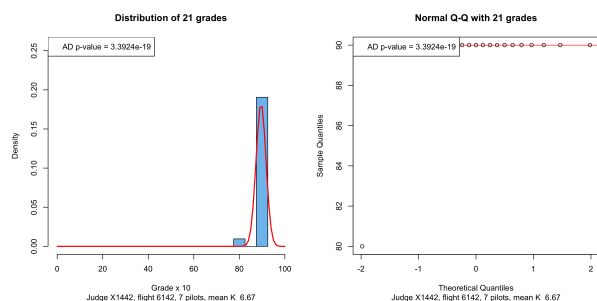 Distribution of 21 grades
AD p-value = 3.3924e-19
Density
0.00
0.05
0.10
0.15
0.20
0.25
0
20
40
60
80
100
Grade x 10
Judge X1442, flight 6142, 7 pilots, mean K  6.67
Normal Q-Q with 21 grades
AD p-value = 3.3924e-19
Sample Quantiles
80
82
84
86
88
90
-2
-1
0
1
2
Theoretical Quantiles
Judge X1442, flight 6142, 7 pilots, mean K  6.67